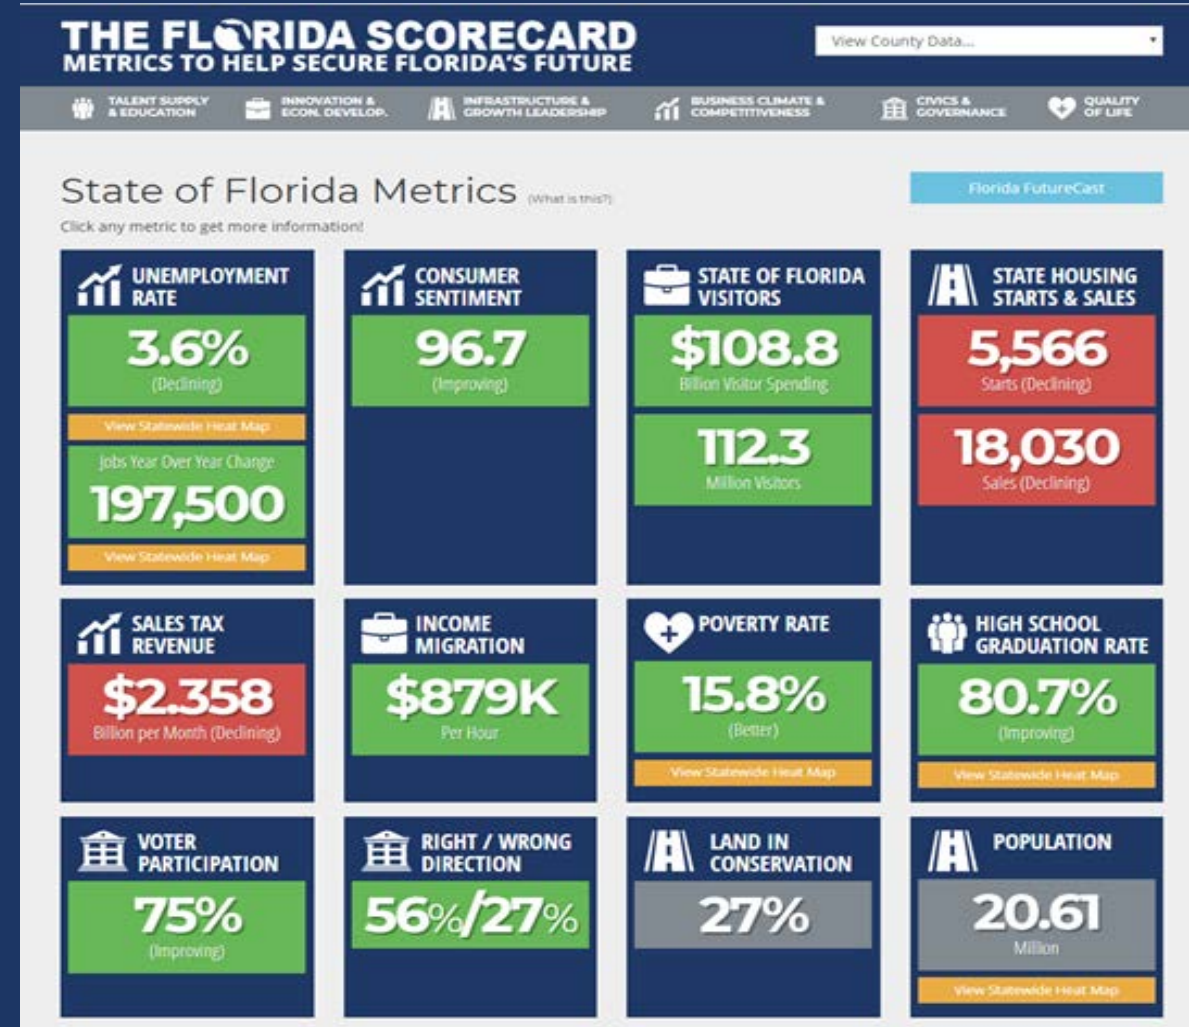 THE FLORIDA SCORECARD
METRICS TO HELP SECURE FLORIDA'S FUTURE
View County Data...
TALENT SUPPLY
& EDUCATION
INNOVATION &
ECON. DEVELOP.
INFRASTRUCTURE &
GROWTH LEADERSHIP
BUSINESS CLIMATE &
COMPETITIVENESS
CIVICS &
GOVERNANCE
QUALITY
OF LIFE
State of Florida Metrics (What is this?)
Florida FutureCast
Click any metric to get more information!
UNEMPLOYMENT
RATE
3.6%
(Declining)
View Statewide Heat Map
Jobs Year Over Year Change
197,500
View Statewide Heat Map
CONSUMER
SENTIMENT
96.7
(Improving)
STATE OF FLORIDA
VISITORS
$108.8
Billion Visitor Spending
112.3
Million Visitors
STATE HOUSING
STARTS & SALES
5,566
Starts (Declining)
18,030
Sales (Declining)
SALES TAX
REVENUE
$2.358
Billion per Month (Declining)
INCOME
MIGRATION
$879K
Per Hour
POVERTY RATE
15.8%
(Better)
View Statewide Heat Map
HIGH SCHOOL
GRADUATION RATE
80.7%
(Improving)
View Statewide Heat Map
VOTER
PARTICIPATION
75%
(Improving)
RIGHT / WRONG
DIRECTION
56%/27%
LAND IN
CONSERVATION
27%
POPULATION
20.61
Million
View Statewide Heat Map